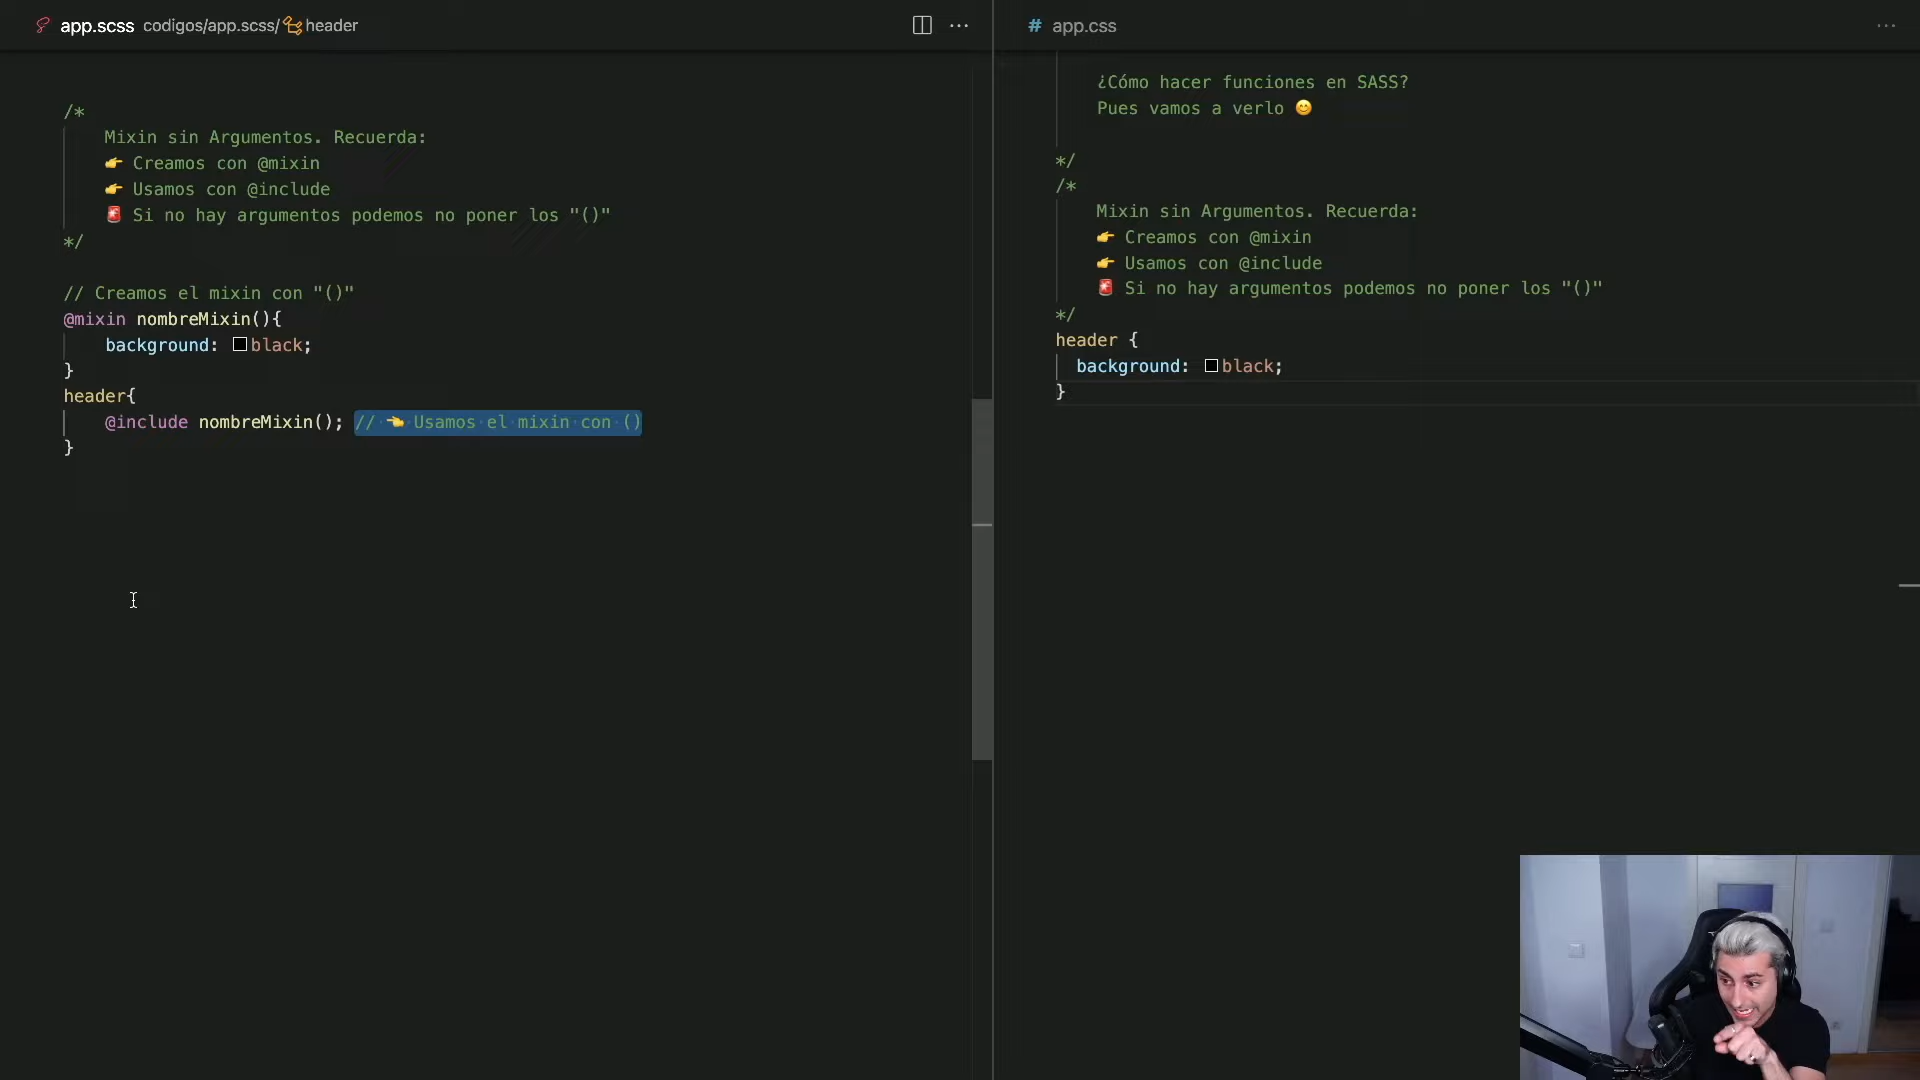 app.scss codigos/app.scss/ header
/*
Mixin sin Argumentos. Recuerda:
👉 Creamos con @mixin
👉 Usamos con @include
🚨 Si no hay argumentos podemos no poner los "()"
*/
// Creamos el mixin con "()"
@mixin nombreMixin(){
background: black;
}
header{
@include nombreMixin(); // 👈 Usamos el mixin con ()
}
# app.css
¿Cómo hacer funciones en SASS?
Pues vamos a verlo 😊
*/
/*
Mixin sin Argumentos. Recuerda:
👉 Creamos con @mixin
👉 Usamos con @include
🚨 Si no hay argumentos podemos no poner los "()"
*/
header {
background: black;
}